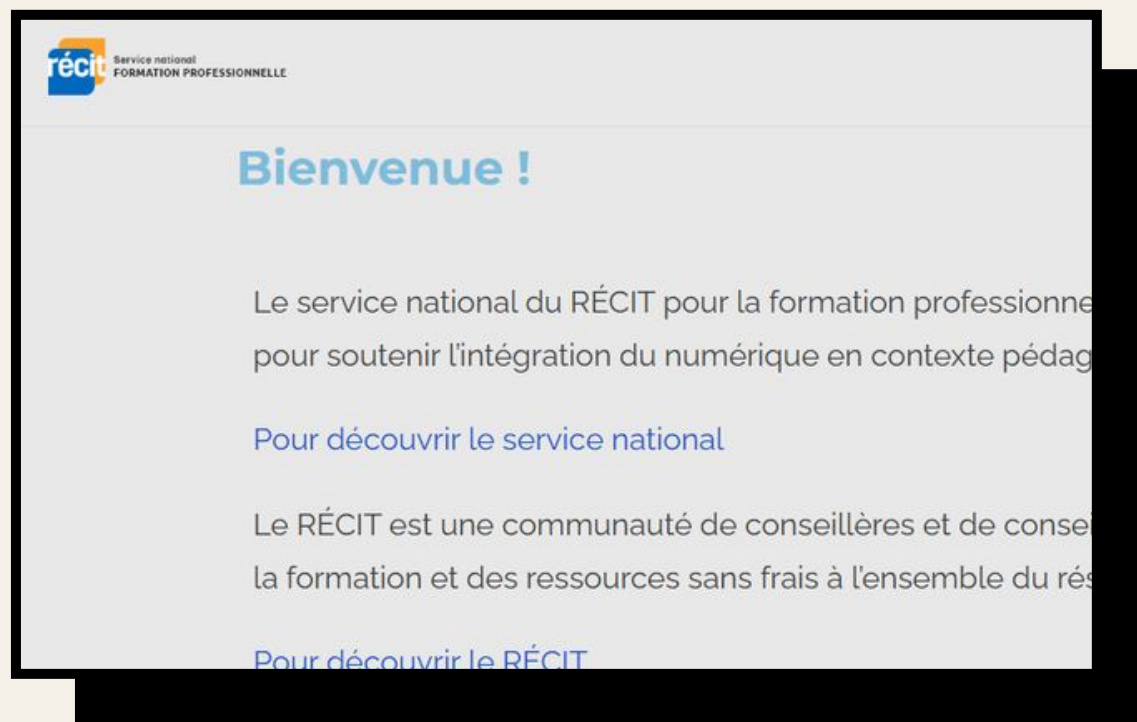 récit
Service national
FORMATION PROFESSIONNELLE
Bienvenue !
Le service national du RÉCIT pour la formation professionne
pour soutenir l'intégration du numérique en contexte pédag
Pour découvrir le service national
Le RÉCIT est une communauté de conseillères et de consei
la formation et des ressources sans frais à l'ensemble du rés
Pour découvrir le RÉCIT